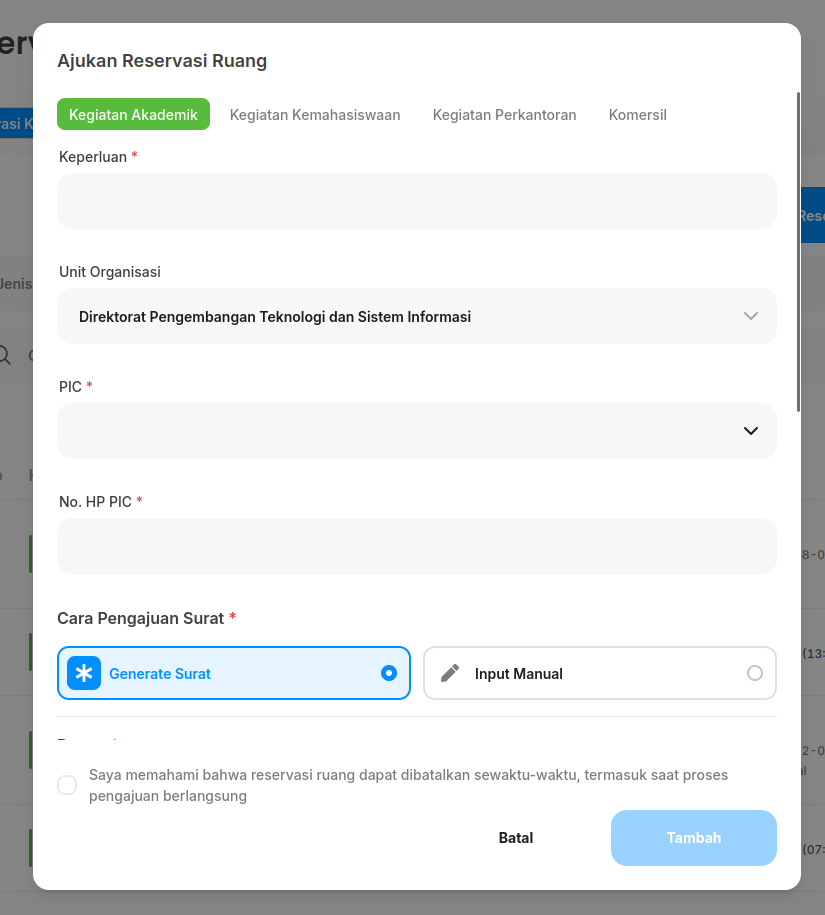 Ajukan Reservasi Ruang
Kegiatan Akademik
Kegiatan Kemahasiswaan
Kegiatan Perkantoran
Komersil
Keperluan *
Unit Organisasi
Direktorat Pengembangan Teknologi dan Sistem Informasi
PIC *
No. HP PIC *
Cara Pengajuan Surat *
Generate Surat
Input Manual
Saya memahami bahwa reservasi ruang dapat dibatalkan sewaktu-waktu, termasuk saat proses
pengajuan berlangsung
Batal
Tambah